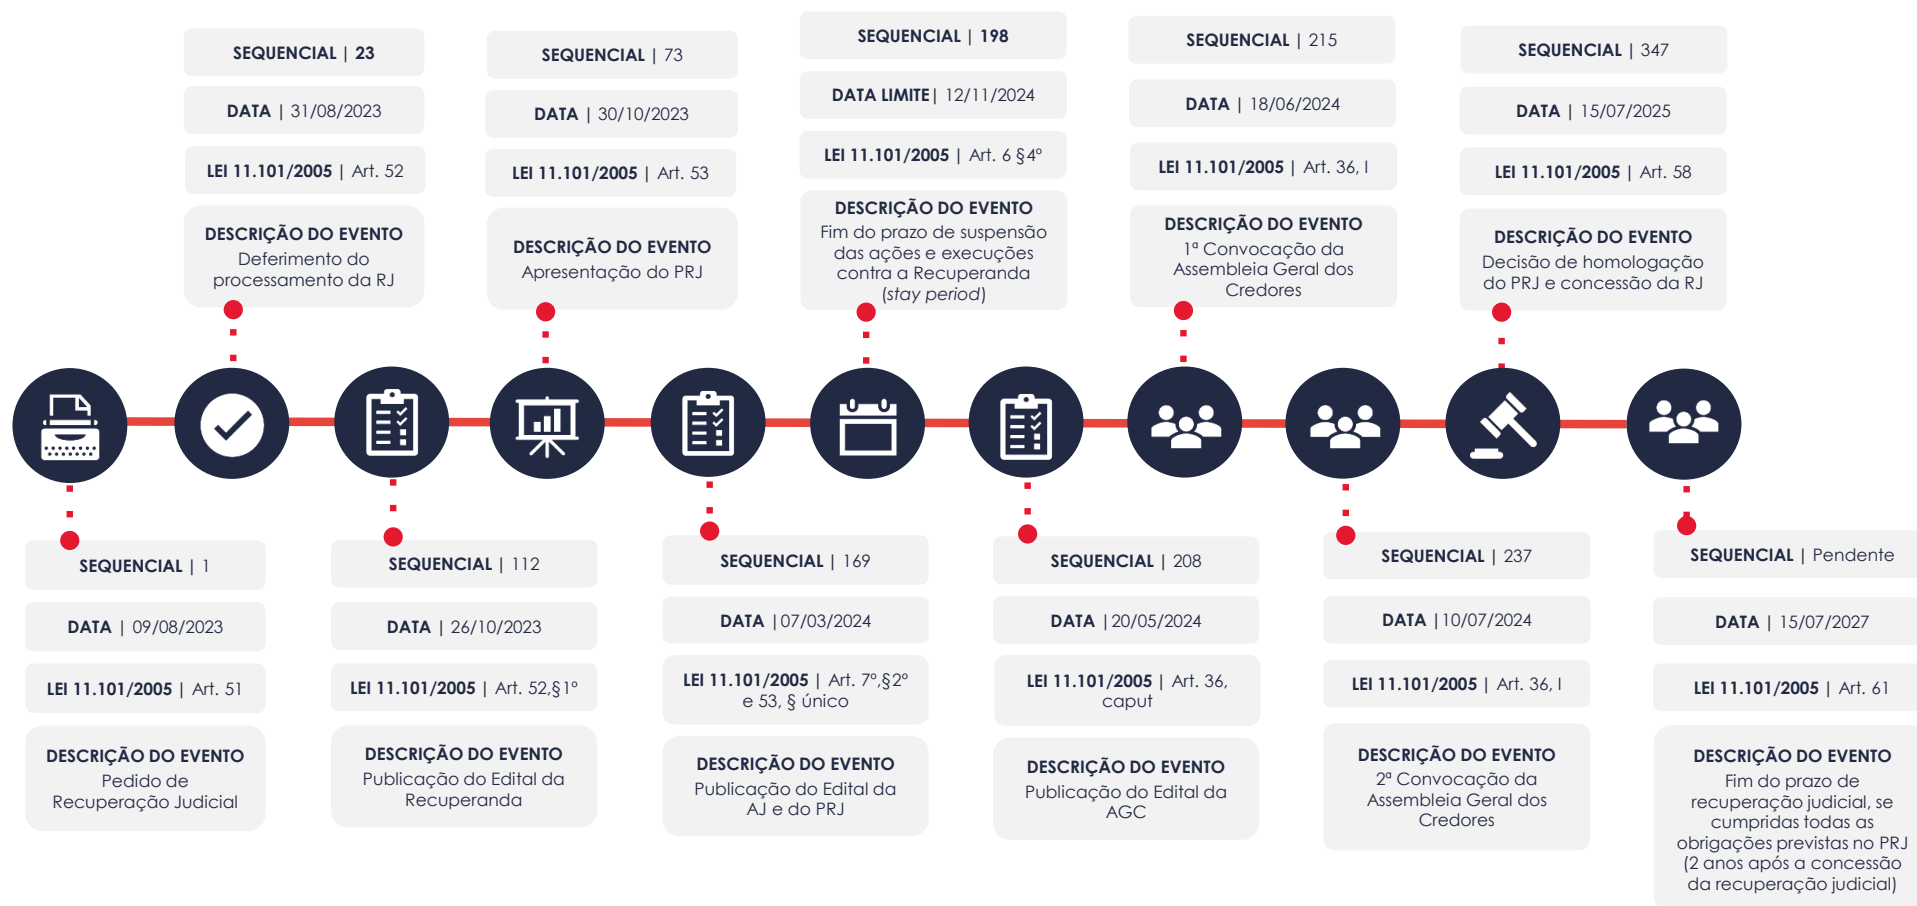 SEQUENCIAL | 23
DATA | 31/08/2023
LEI 11.101/2005 | Art. 52
DESCRIÇÃO DO EVENTO
Deferimento do
processamento da RJ
SEQUENCIAL | 73
DATA | 30/10/2023
LEI 11.101/2005 | Art. 53
DESCRIÇÃO DO EVENTO
Apresentação do PRJ
SEQUENCIAL | 198
DATA LIMITE| 12/11/2024
LEI 11.101/2005 | Art. 6 §4º
DESCRIÇÃO DO EVENTO
Fim do prazo de suspensão
das ações e execuções
contra a Recuperanda
(stay period)
SEQUENCIAL | 215
DATA | 18/06/2024
LEI 11.101/2005 | Art. 36, I
DESCRIÇÃO DO EVENTO
1ª Convocação da
Assembleia Geral dos
Credores
SEQUENCIAL | 347
DATA | 15/07/2025
LEI 11.101/2005 | Art. 58
DESCRIÇÃO DO EVENTO
Decisão de homologação
do PRJ e concessão da RJ
SEQUENCIAL | 1
DATA | 09/08/2023
LEI 11.101/2005 | Art. 51
DESCRIÇÃO DO EVENTO
Pedido de
Recuperação Judicial
SEQUENCIAL | 112
DATA | 26/10/2023
LEI 11.101/2005 | Art. 52,§1º
DESCRIÇÃO DO EVENTO
Publicação do Edital da
Recuperanda
SEQUENCIAL | 169
DATA |07/03/2024
LEI 11.101/2005 | Art. 7º,§2º
e 53, § único
DESCRIÇÃO DO EVENTO
Publicação do Edital da
AJ e do PRJ
SEQUENCIAL | 208
DATA |20/05/2024
LEI 11.101/2005 | Art. 36,
caput
DESCRIÇÃO DO EVENTO
Publicação do Edital da
AGC
SEQUENCIAL | 237
DATA |10/07/2024
LEI 11.101/2005 | Art. 36, I
DESCRIÇÃO DO EVENTO
2ª Convocação da
Assembleia Geral dos
Credores
SEQUENCIAL | Pendente
DATA | 15/07/2027
LEI 11.101/2005 | Art. 61
DESCRIÇÃO DO EVENTO
Fim do prazo de
recuperação judicial, se
cumpridas todas as
obrigações previstas no PRJ
(2 anos após a concessão
da recuperação judicial)